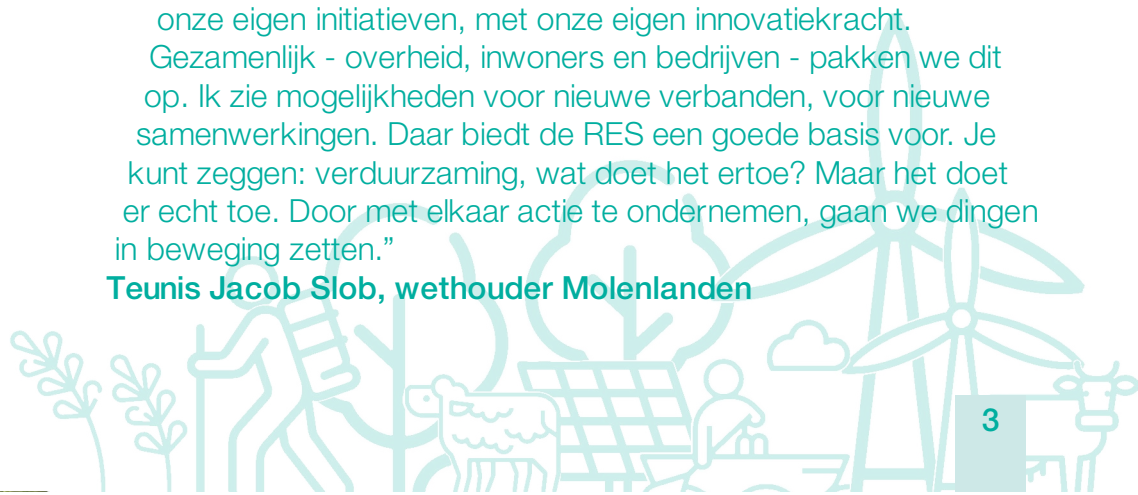 onze eigen initiatieven, met onze eigen innovatiekracht.
Gezamenlijk - overheid, inwoners en bedrijven - pakken we dit
op. Ik zie mogelijkheden voor nieuwe verbanden, voor nieuwe
samenwerkingen. Daar biedt de RES een goede basis voor. Je
kunt zeggen: verduurzaming, wat doet het ertoe? Maar het doet
er echt toe. Door met elkaar actie te ondernemen, gaan we dingen
in beweging zetten.”
Teunis Jacob Slob, wethouder Molenlanden
3